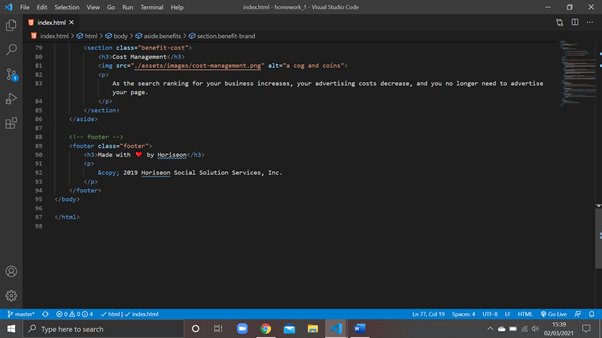 File Edit Selection View Go Run Terminal Help
index.html - homework_1 - Visual Studio Code
index.html
index.html > html > body > aside.benefits > section.benefit-brand
79 <section class="benefit-cost">
80 <h3>Cost Management</h3>
81 <img src="./assets/images/cost-management.png" alt="a cog and coins">
82 <p>
83 As the search ranking for your business increases, your advertising costs decrease, and you no longer need to advertise
your page.
84 </p>
85 </section>
86 </aside>
87
88 <!-- footer -->
89 <footer class="footer">
90 <h3>Made with ❤️ by Horiseon</h3>
91 <p>
92 &copy; 2019 Horiseon Social Solution Services, Inc.
93 </p>
94 </footer>
95 </body>
96
97 </html>
98
1
master* 0 0 4 html | index.html
Ln 77, Col 19 Spaces: 4 UTF-8 LF HTML Go Live
Type here to search
15:39
02/03/2021